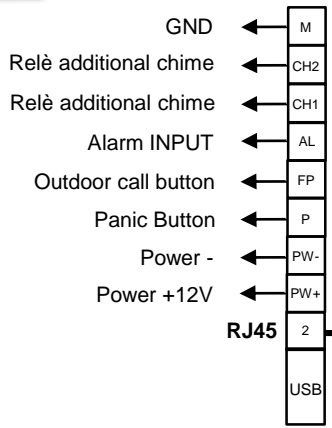 GND M
Relè additional chime CH2
Relè additional chime CH1
Alarm INPUT AL
Outdoor call button FP
Panic Button P
Power - PW-
Power +12V PW+
RJ45 2
USB